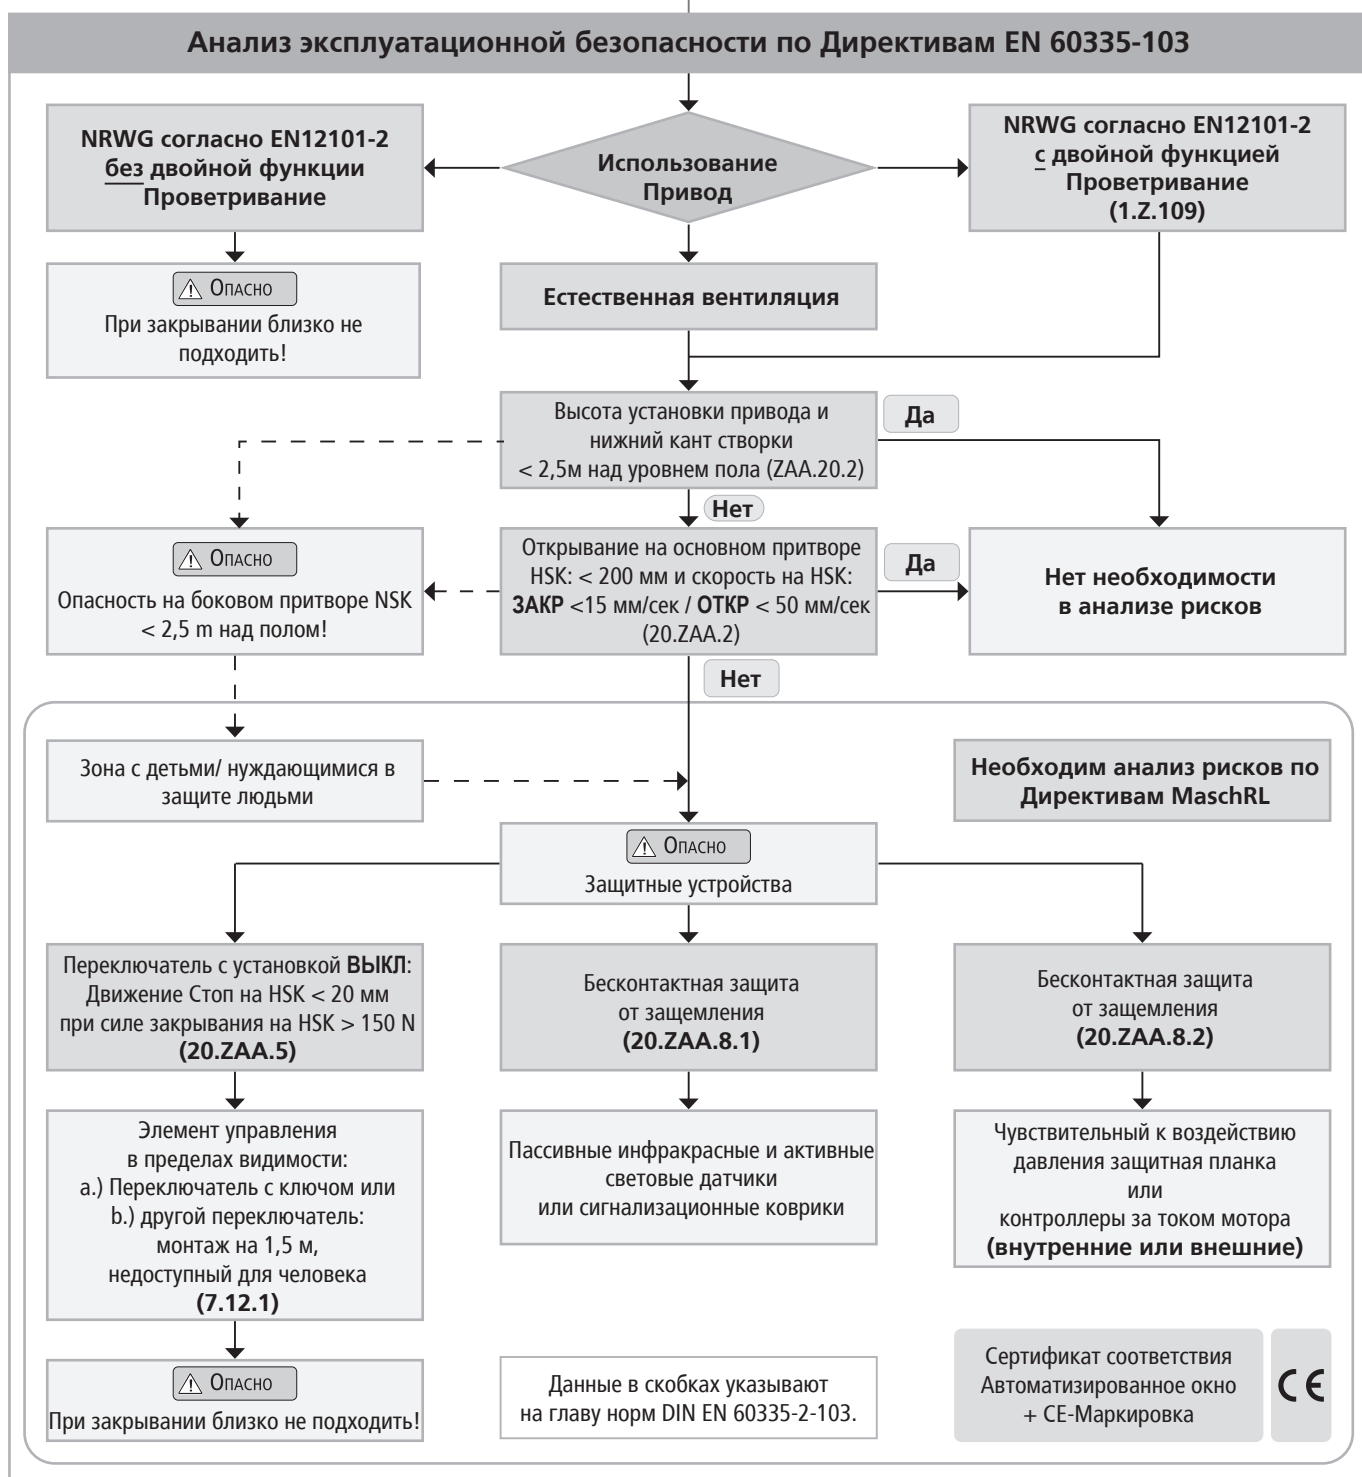 Анализ эксплуатационной безопасности по Директивам EN 60335-103
NRWG согласно EN12101-2
без двойной функции
Проветривание
Использование
Привод
NRWG согласно EN12101-2
с двойной функцией
Проветривание
(1.Z.109)
ОПАСНО
При закрывании близко не
подходить!
Естественная вентиляция
Высота установки привода и
нижний кант створки
< 2,5м над уровнем пола (ZAA.20.2)
Да
Нет
ОПАСНО
Опасность на боковом притворе NSK
< 2,5 m над полом!
Открывание на основном притворе
HSK: < 200 мм и скорость на HSK:
ЗАКР <15 мм/сек / ОТКР < 50 мм/сек
(20.ZAA.2)
Да
Нет необходимости
в анализе рисков
Нет
Зона с детьми/ нуждающимися в
защите людьми
Необходим анализ рисков по
Директивам MaschRL
ОПАСНО
Защитные устройства
Переключатель с установкой ВЫКЛ:
Движение Стоп на HSK < 20 мм
при силе закрывания на HSK > 150 N
(20.ZAA.5)
Бесконтактная защита
от защемления
(20.ZAA.8.1)
Бесконтактная защита
от защемления
(20.ZAA.8.2)
Элемент управления
в пределах видимости:
a.) Переключатель с ключом или
b.) другой переключатель:
монтаж на 1,5 м,
недоступный для человека
(7.12.1)
Пассивные инфракрасные и активные
световые датчики
или сигнализационные коврики
Чувствительный к воздействию
давления защитная планка
или
контроллеры за током мотора
(внутренние или внешние)
ОПАСНО
При закрывании близко не подходить!
Данные в скобках указывают
на главу норм DIN EN 60335-2-103.
Сертификат соответствия
Автоматизированное окно
+ CE-Маркировка
CE